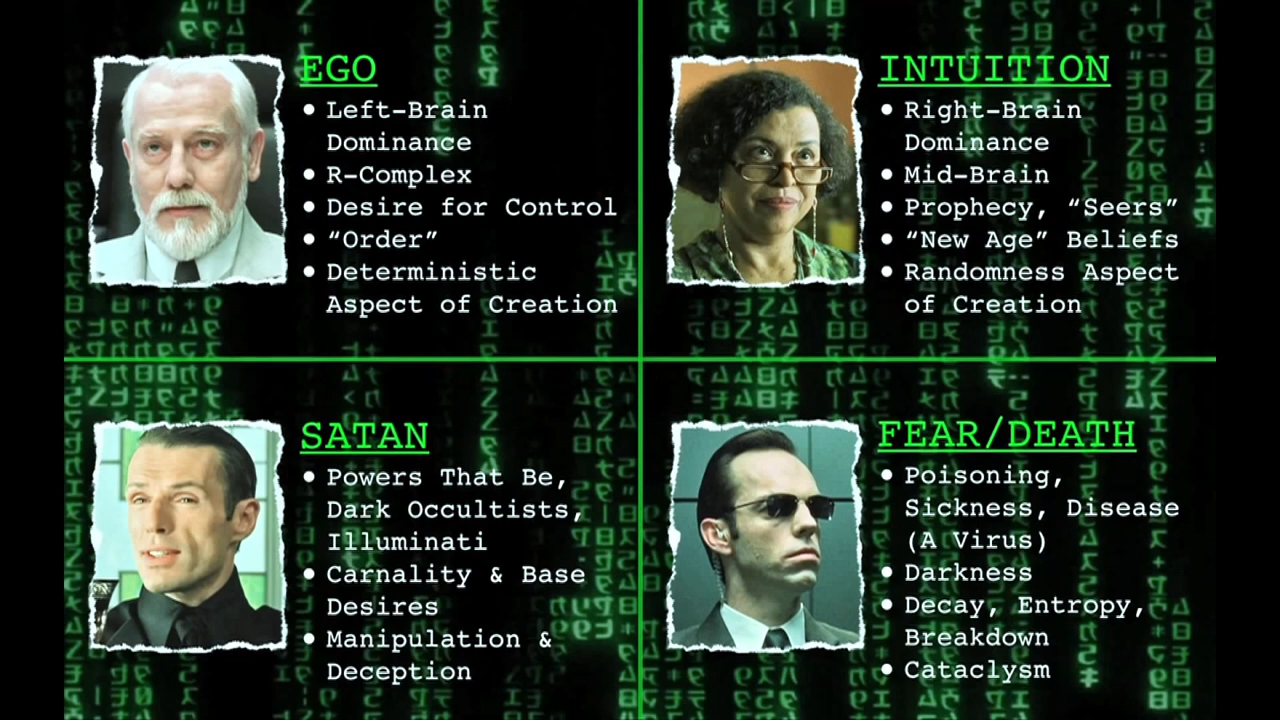 EGO
• Left-Brain
Dominance
• R-Complex
• Desire for Control
• “Order”
• Deterministic
Aspect of Creation
INTUITION
• Right-Brain
Dominance
• Mid-Brain
• Prophecy, “Seers”
• “New Age” Beliefs
• Randomness Aspect
of Creation
SATAN
• Powers That Be,
Dark Occultists,
Illuminati
• Carnality & Base
Desires
• Manipulation &
Deception
FEAR/DEATH
• Poisoning,
Sickness, Disease
(A Virus)
• Darkness
• Decay, Entropy,
Breakdown
• Cataclysm